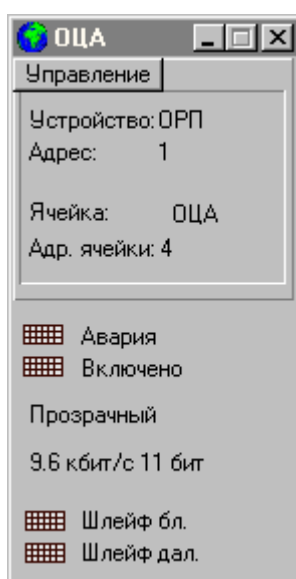 ОЦА
Управление
Устройство: ОРП
Адрес: 1
Ячейка: ОЦА
Адр. ячейки: 4
Авария
Включено
Прозрачный
9.6 кбит/с 11 бит
Шлейф бл.
Шлейф дал.